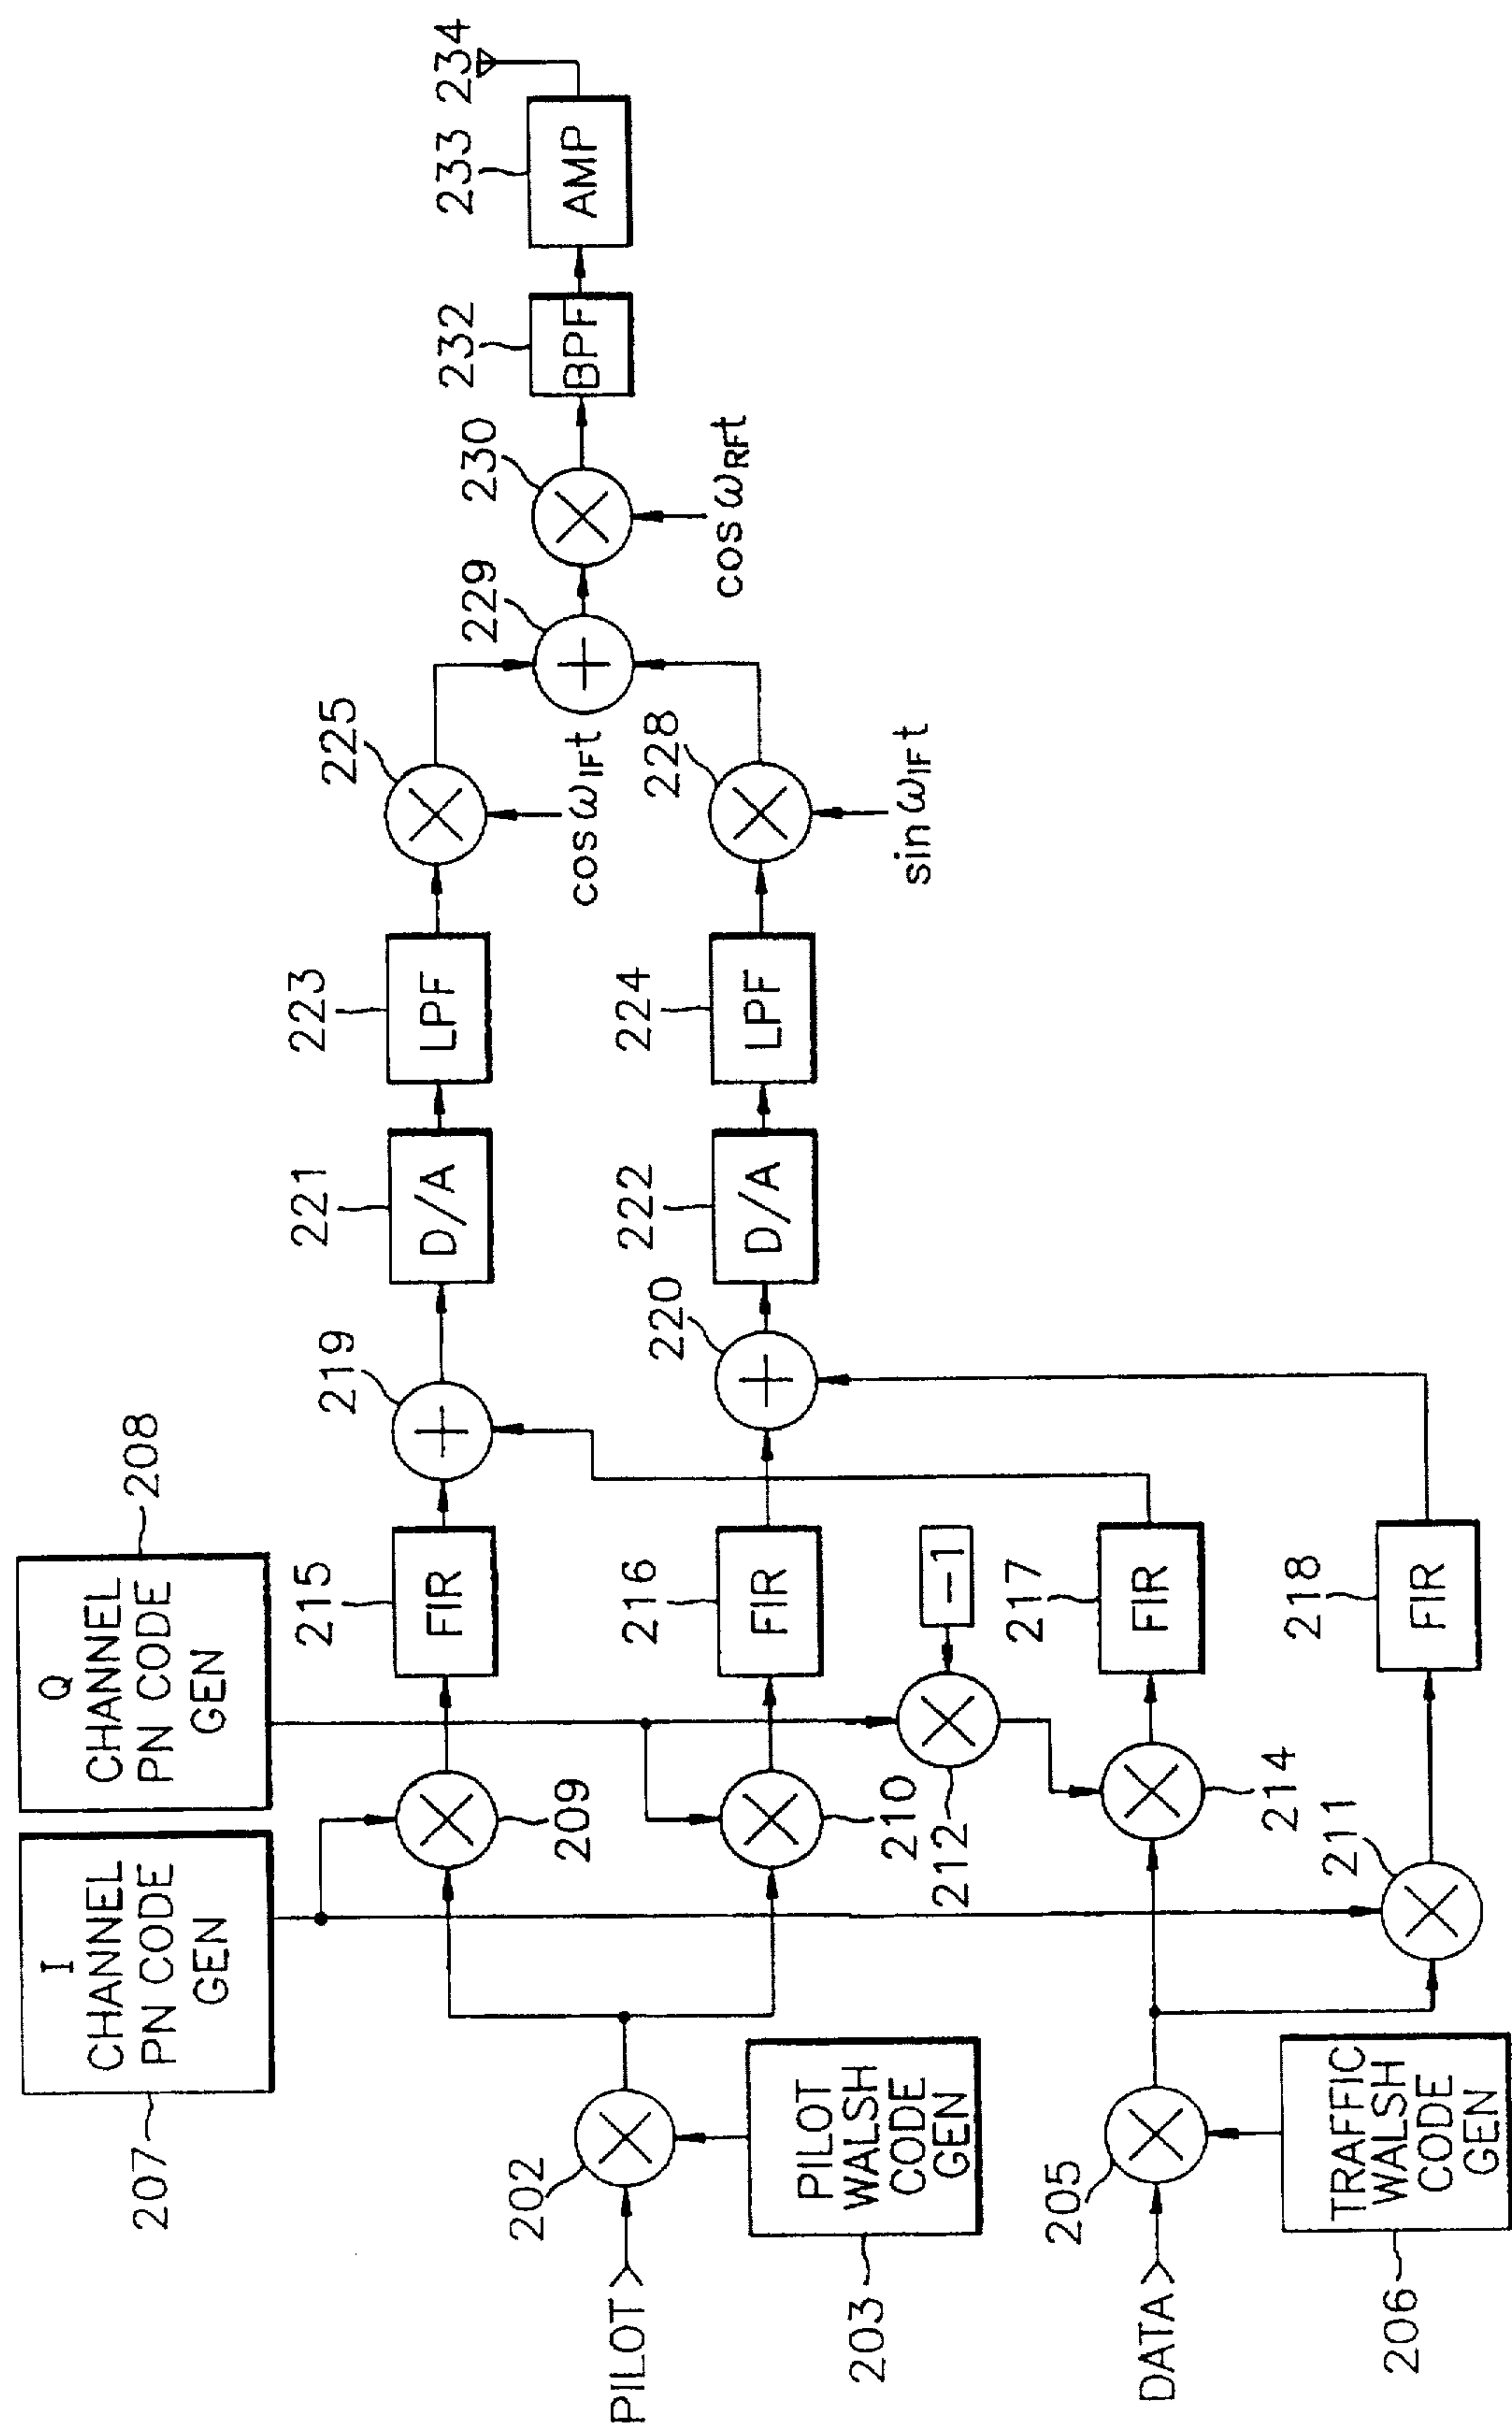 Q
CHANNEL
PN CODE
GEN
208
I
CHANNEL
PN CODE
GEN
207
215
FIR
219
221
D/A
223
LPF
225
cos ωIFt
229
230
cos ωRFt
232
BPF
233
AMP
234
209
216
FIR
220
222
D/A
224
LPF
228
sin ωIFt
210
PILOT
202
PILOT
WALSH
CODE
GEN
203
212
-1
217
FIR
214
DATA
205
TRAFFIC
WALSH
CODE
GEN
206
211
218
FIR